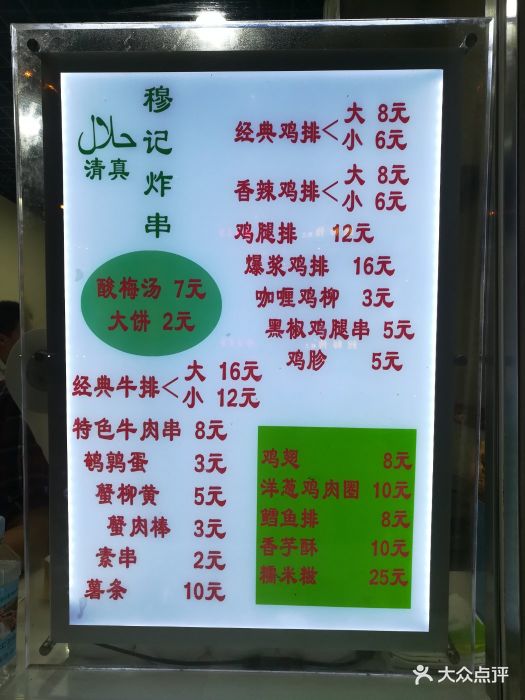 穆记炸串
حلال
清真
酸梅汤 7元
大饼 2元
经典牛排< 大 16元
小 12元
特色牛肉串 8元
鹌鹑蛋 3元
蟹柳黄 5元
蟹肉棒 3元
素串 2元
薯条 10元
经典鸡排< 大 8元
小 6元
香辣鸡排< 大 8元
小 6元
鸡腿排 12元
爆浆鸡排 16元
咖喱鸡柳 3元
黑椒鸡腿串 5元
鸡胗 5元
鸡翅 8元
洋葱鸡肉圈 10元
鳕鱼排 8元
香芋酥 10元
糯米糍 25元
大众点评